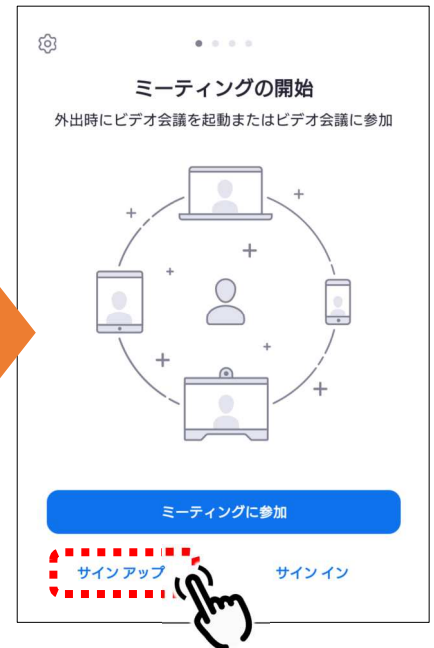 ミーティングの開始
外出時にビデオ会議を起動またはビデオ会議に参加
ミーティングに参加
サイン アップ
サイン イン